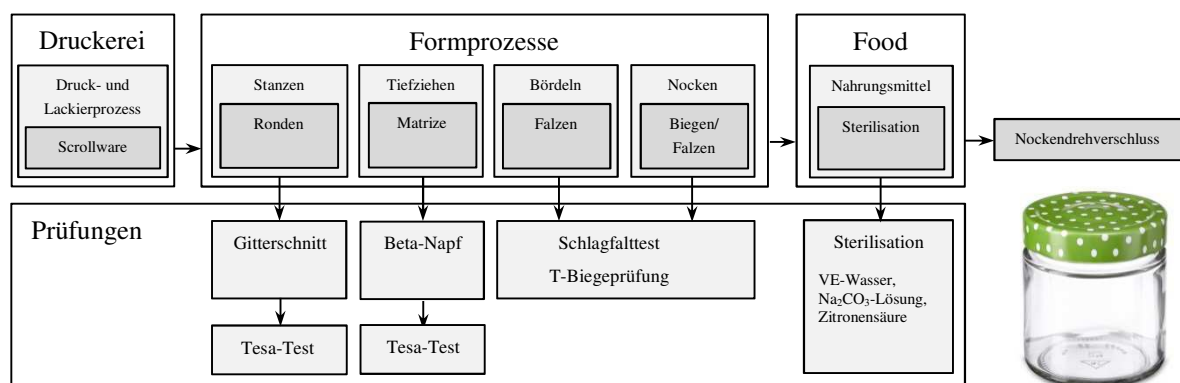 Druckerei
Formprozesse
Food
Druck- und
Lackierprozess
Scrollware
Stanzen
Ronden
Tiefziehen
Matrize
Bördeln
Falzen
Nocken
Biegen/
Falzen
Nahrungsmittel
Sterilisation
Nockendrehverschluss
Prüfungen
Gitterschnitt
Tesa-Test
Beta-Napf
Tesa-Test
Schlagfalttest
T-Biegeprüfung
Sterilisation
VE-Wasser,
Na₂CO₃-Lösung,
Zitronensäure